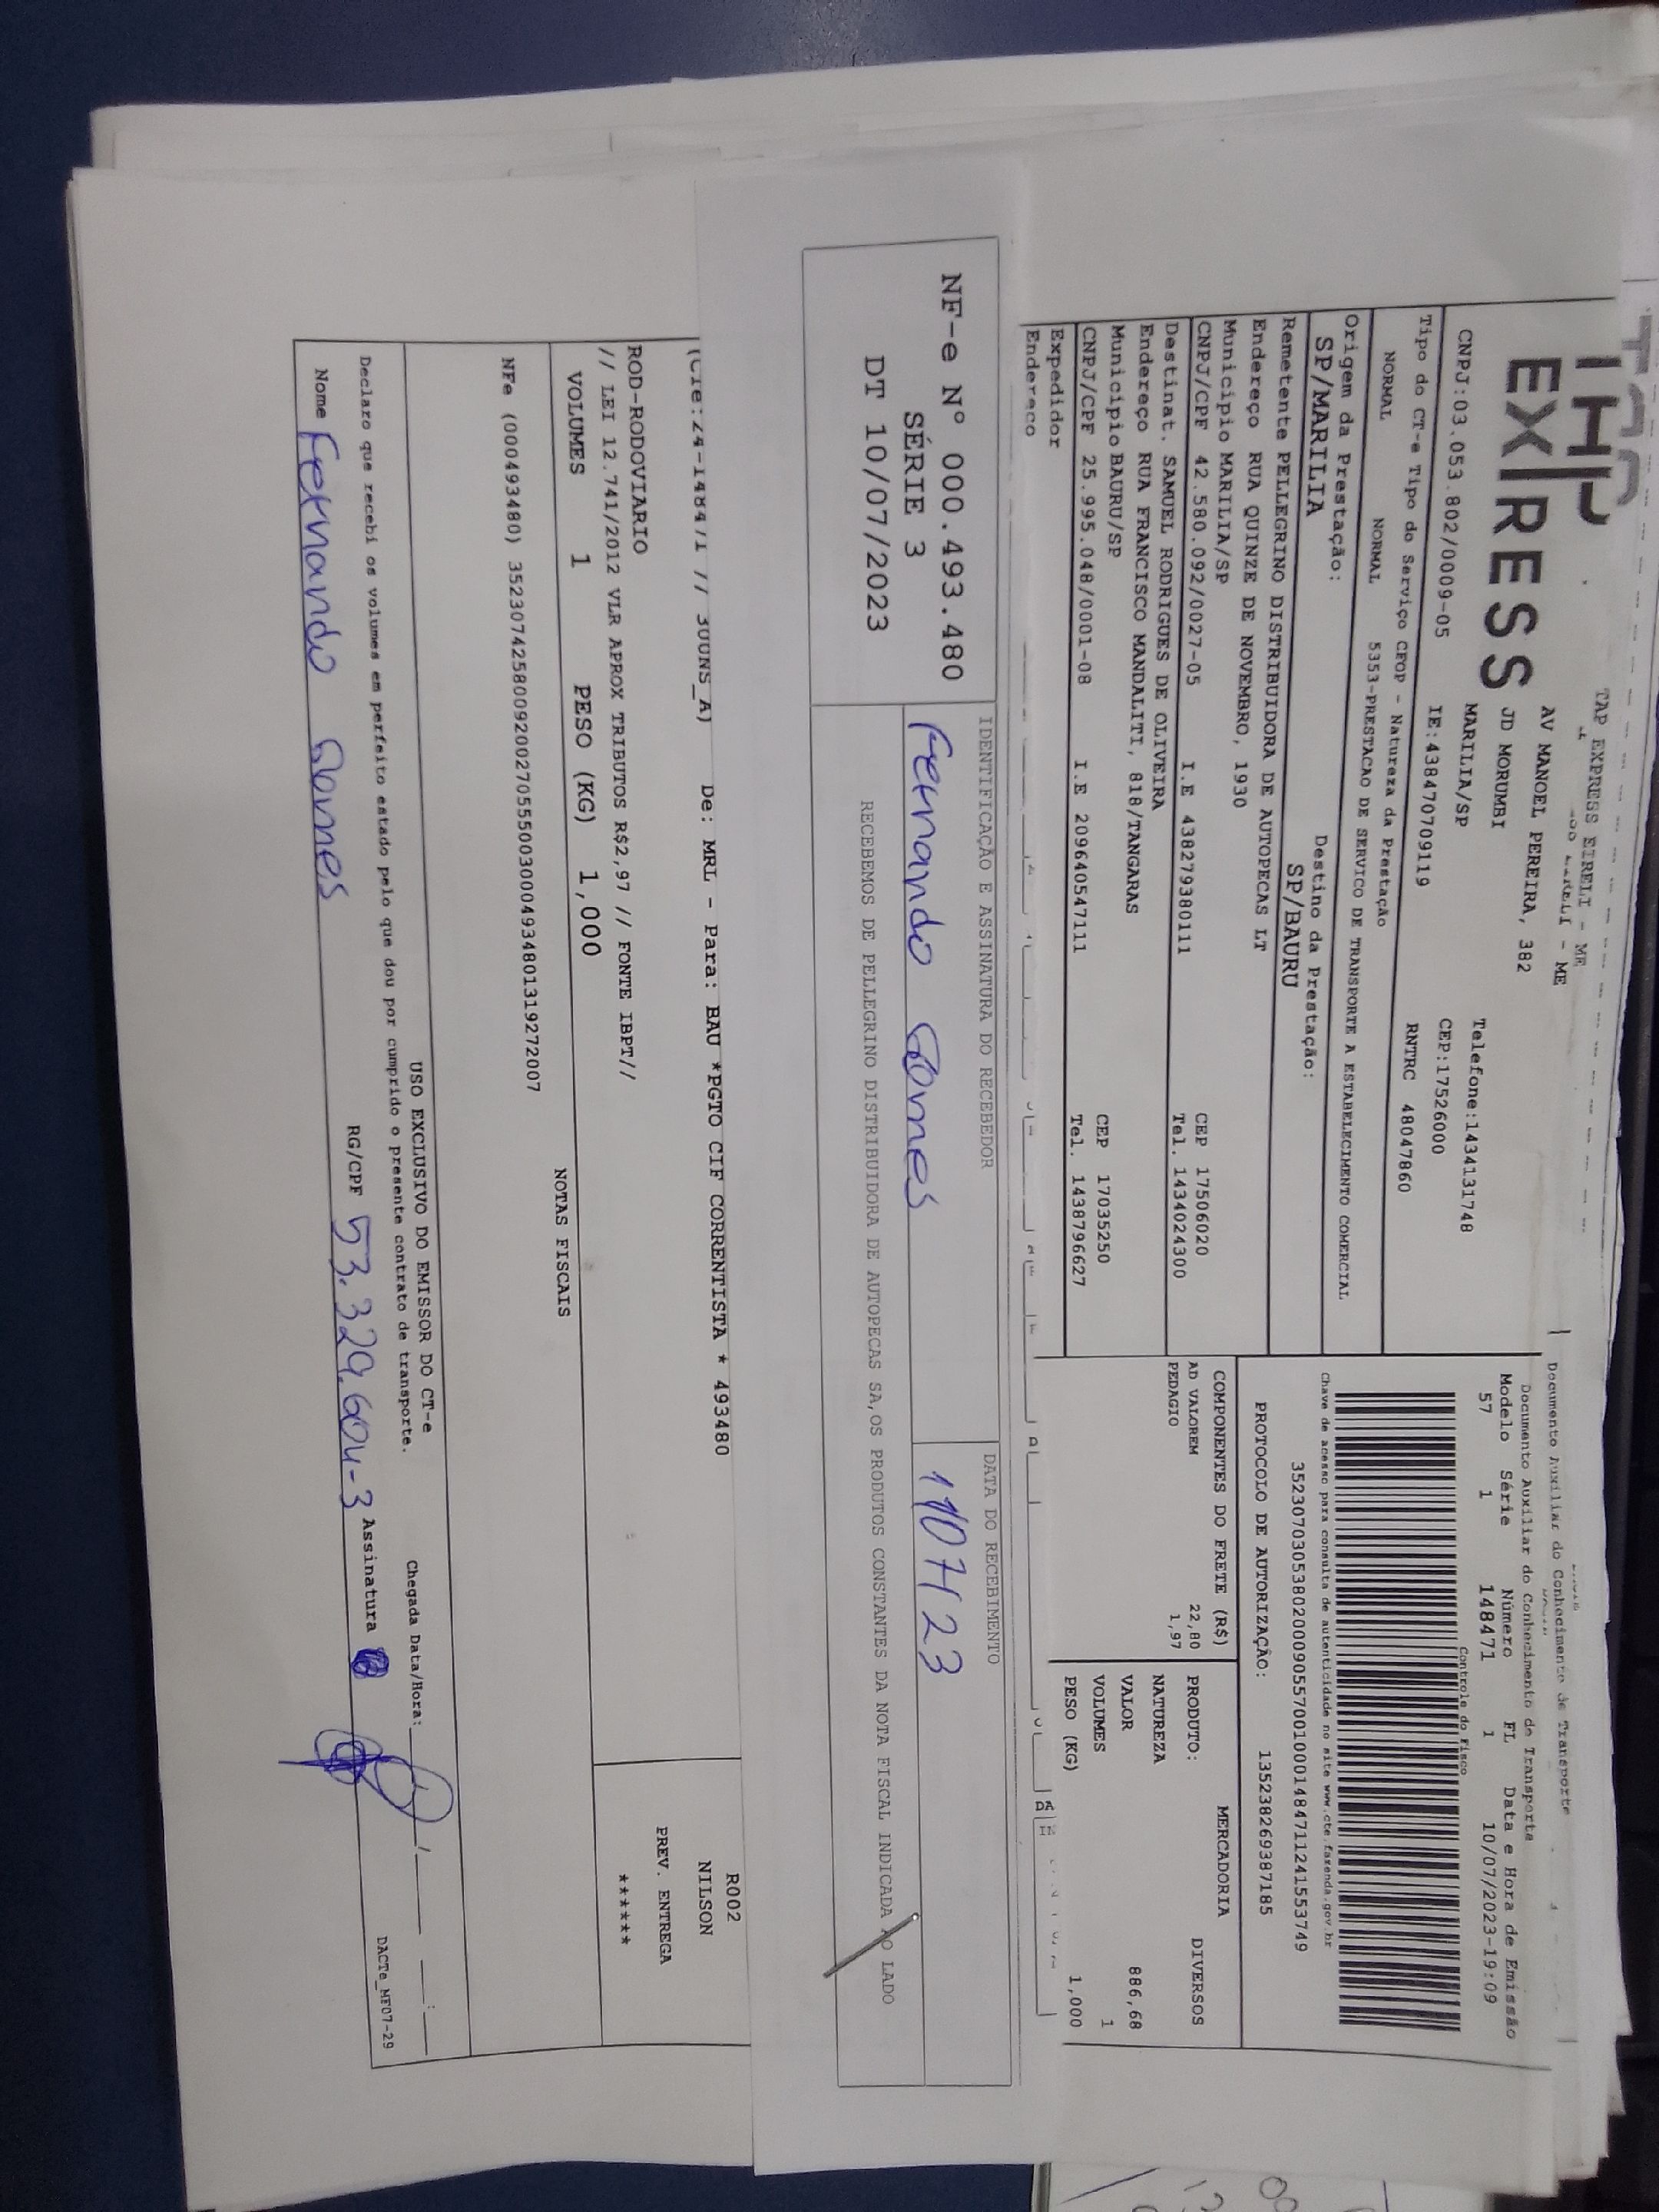 TAP EXPRESS EIRELI - ME
EIRELI - ME
TAP
EXPRESS
AV MANOEL PEREIRA, 382
JD MORUMBI
MARILIA/SP
Telefone:1434131748
CNPJ:03.053.802/0009-05
IE:438470709119
CEP:17526000
RNTRC 48047860
Tipo do CT-e Tipo do Serviço CFOP - Natureza da Prestação
NORMAL NORMAL 5353-PRESTACAO DE SERVICO DE TRANSPORTE A ESTABELECIMENTO COMERCIAL
Origem da Prestação: Destino da Prestação:
SP/MARILIA SP/BAURU
Remetente PELLEGRINO DISTRIBUIDORA DE AUTOPECAS LT
Endereço RUA QUINZE DE NOVEMBRO, 1930
Municipio MARILIA/SP CEP 17506020
CNPJ/CPF 42.580.092/0027-05 I.E 438279380111 Tel. 1434024300
Destinat. SAMUEL RODRIGUES DE OLIVEIRA
Endereço RUA FRANCISCO MANDALITI, 818/TANGARAS
Municipio BAURU/SP CEP 17035250
CNPJ/CPF 25.995.048/0001-08 I.E 209640547111 Tel. 1438796627
Expedidor
Endereco
Documento Auxiliar do Conhecimento de Transporte
Documento Auxiliar do Conhecimento de Transporte
Modelo Série Número FL Data e Hora de Emissão
57 1 148471 1 10/07/2023-19:09
Controle do Fisco
Chave de acesso para consulta de autenticidade no site www.cte.fazenda.gov.br
35230703053802000905570010001484711241553749
PROTOCOLO DE AUTORIZAÇÃO: 135238269387185
COMPONENTES DO FRETE (R$)
AD VALOREM 22,80
PEDAGIO 1,97
MERCADORIA
PRODUTO: DIVERSOS
NATUREZA
VALOR 886,68
VOLUMES 1
PESO (KG) 1,000
NF-e Nº 000.493.480
SÉRIE 3
DT 10/07/2023
IDENTIFICAÇÃO E ASSINATURA DO RECEBEDOR
Fernando Gomes
DATA DO RECEBIMENTO
RECEBEMOS DE PELLEGRINO DISTRIBUIDORA DE AUTOPECAS SA,OS PRODUTOS CONSTANTES DA NOTA FISCAL INDICADA AO LADO
De: MRL - Para: BAU *PGTO CIF CORRENTISTA * 493480
ROD-RODOVIARIO
// LEI 12.741/2012 VLR APROX TRIBUTOS R$2,97 // FONTE IBPT//
R002
NILSON
PREV. ENTREGA
******
VOLUMES 1 PESO (KG) 1,000
NOTAS FISCAIS
NFe (000493480) 35230742580092002705550030004934801319272007
USO EXCLUSIVO DO EMISSOR DO CT-e
Declaro que recebi os volumes em perfeito estado pelo que dou por cumprido o presente contrato de transporte.
Chegada Data/Hora: / :
Nome Fernando Gomes RG/CPF 53.329.604-3 Assinatura
DACTe_MF07-29